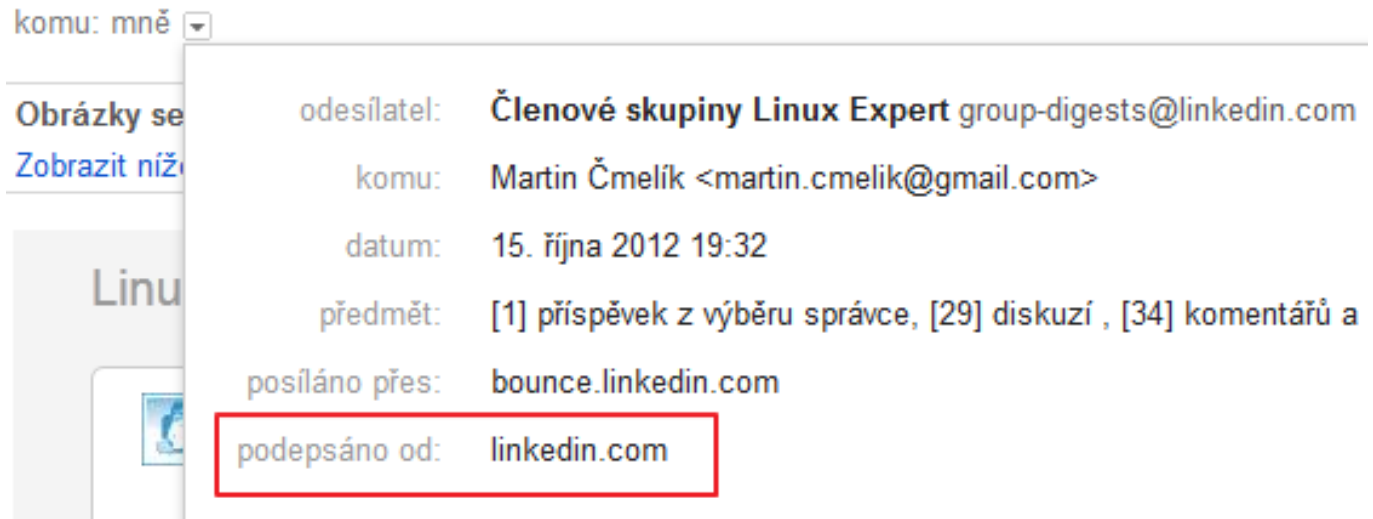 komu: mně
Obrázky se
Zobrazit níž
Linu
odesílatel: Členové skupiny Linux Expert group-digests@linkedin.com
komu: Martin Čmelík <martin.cmelik@gmail.com>
datum: 15. října 2012 19:32
předmět: [1] příspěvek z výběru správce, [29] diskuzí , [34] komentářů a
posíláno přes: bounce.linkedin.com
podepsáno od: linkedin.com